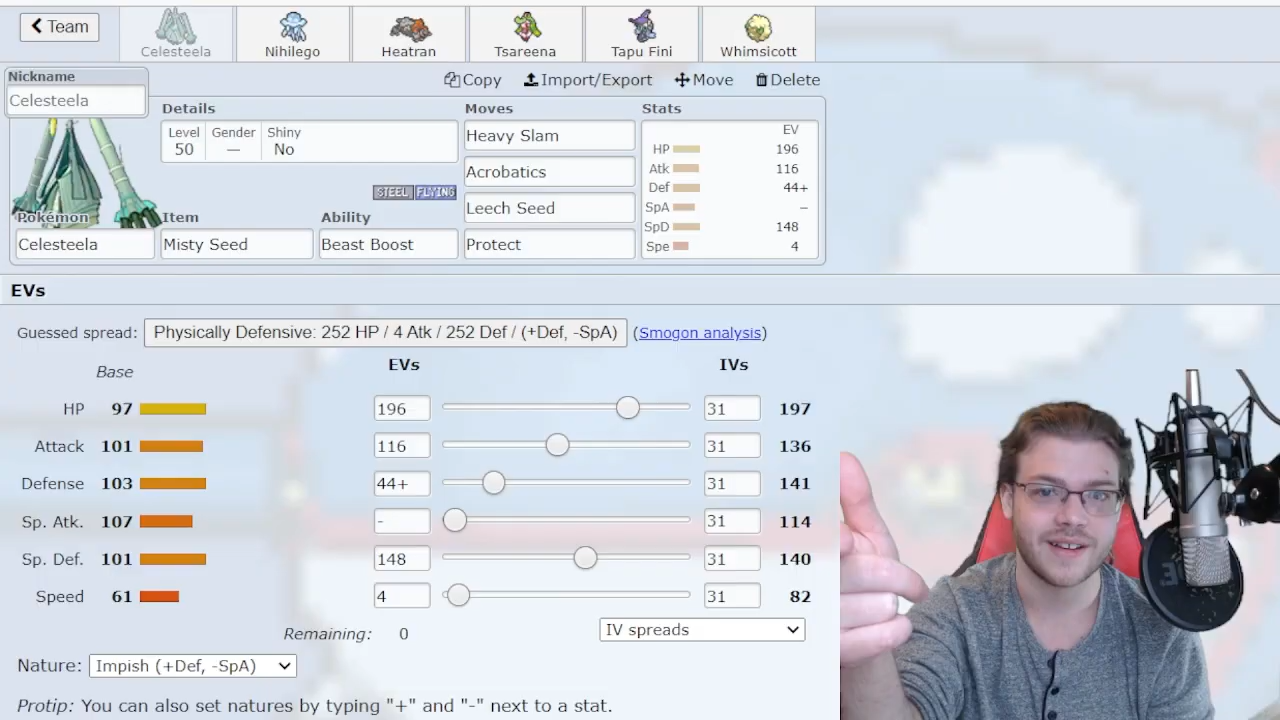 Team
Celesteela
Nihilego
Heatran
Tsareena
Tapu Fini
Whimsicott
Nickname
Celesteela
Copy
Import/Export
Move
Delete
Details
Level Gender Shiny
50 — No
STEEL FLYING
Pokémon
Celesteela
Item
Misty Seed
Ability
Beast Boost
Moves
Heavy Slam
Acrobatics
Leech Seed
Protect
Stats
EV
HP 196
Atk 116
Def 44+
SpA –
SpD 148
Spe 4
EVs
Guessed spread: Physically Defensive: 252 HP / 4 Atk / 252 Def / (+Def, -SpA) (Smogon analysis)
Base EVs IVs
HP 97 196 31 197
Attack 101 116 31 136
Defense 103 44+ 31 141
Sp. Atk. 107 - 31 114
Sp. Def. 101 148 31 140
Speed 61 4 31 82
Remaining: 0 IV spreads
Nature: Impish (+Def, -SpA)
Protip: You can also set natures by typing "+" and "-" next to a stat.